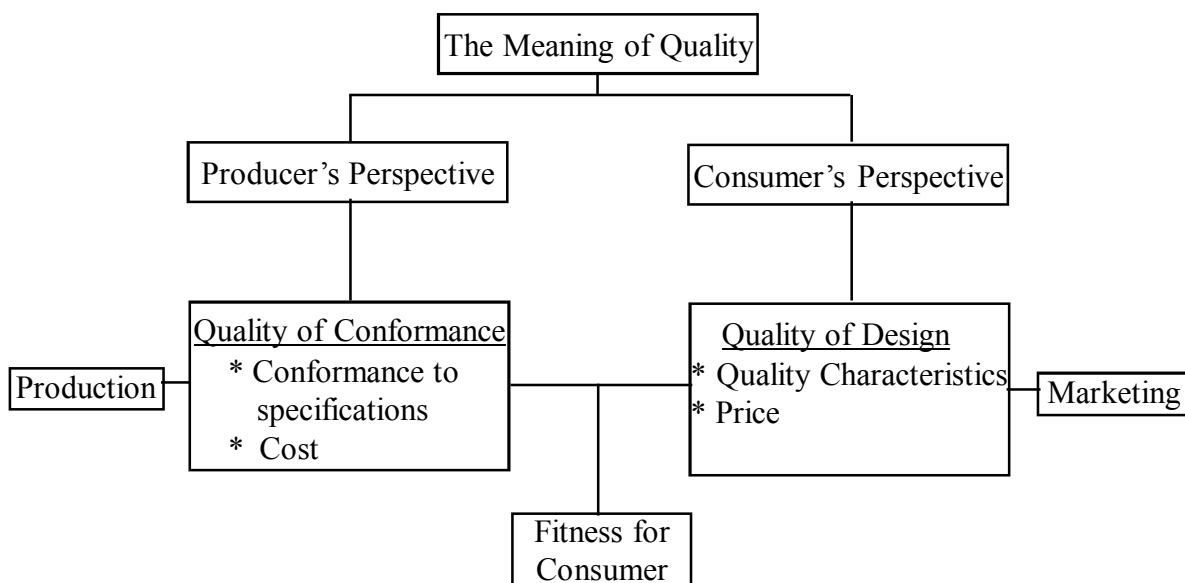 The Meaning of Quality
Producer's Perspective
Consumer's Perspective
Quality of Conformance
* Conformance to
specifications
* Cost
Quality of Design
* Quality Characteristics
* Price
Production
Marketing
Fitness for
Consumer